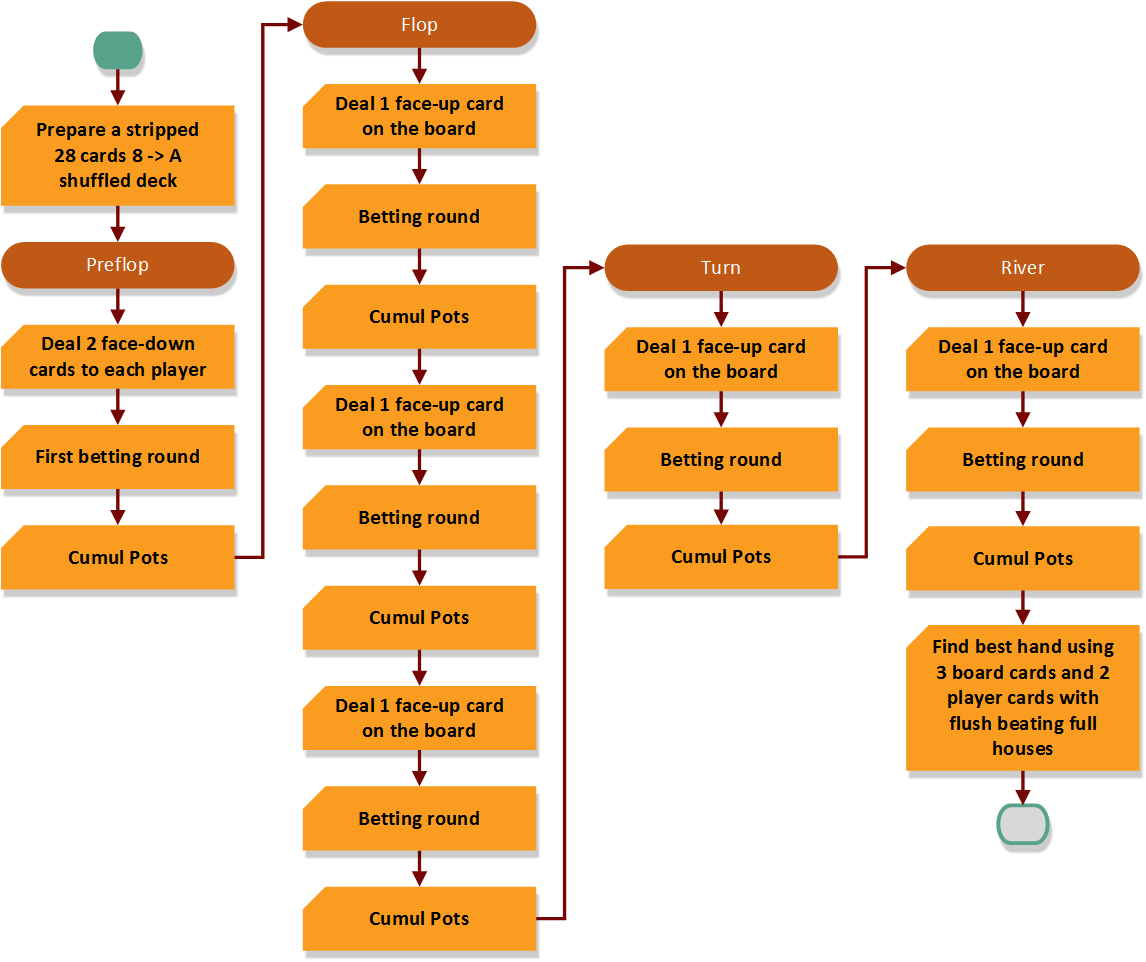 Prepare a stripped
28 cards 8 -> A
shuffled deck
Preflop
Deal 2 face-down
cards to each player
First betting round
Cumul Pots
Flop
Deal 1 face-up card
on the board
Betting round
Cumul Pots
Deal 1 face-up card
on the board
Betting round
Cumul Pots
Deal 1 face-up card
on the board
Betting round
Cumul Pots
Turn
Deal 1 face-up card
on the board
Betting round
Cumul Pots
River
Deal 1 face-up card
on the board
Betting round
Cumul Pots
Find best hand using
3 board cards and 2
player cards with
flush beating full
houses